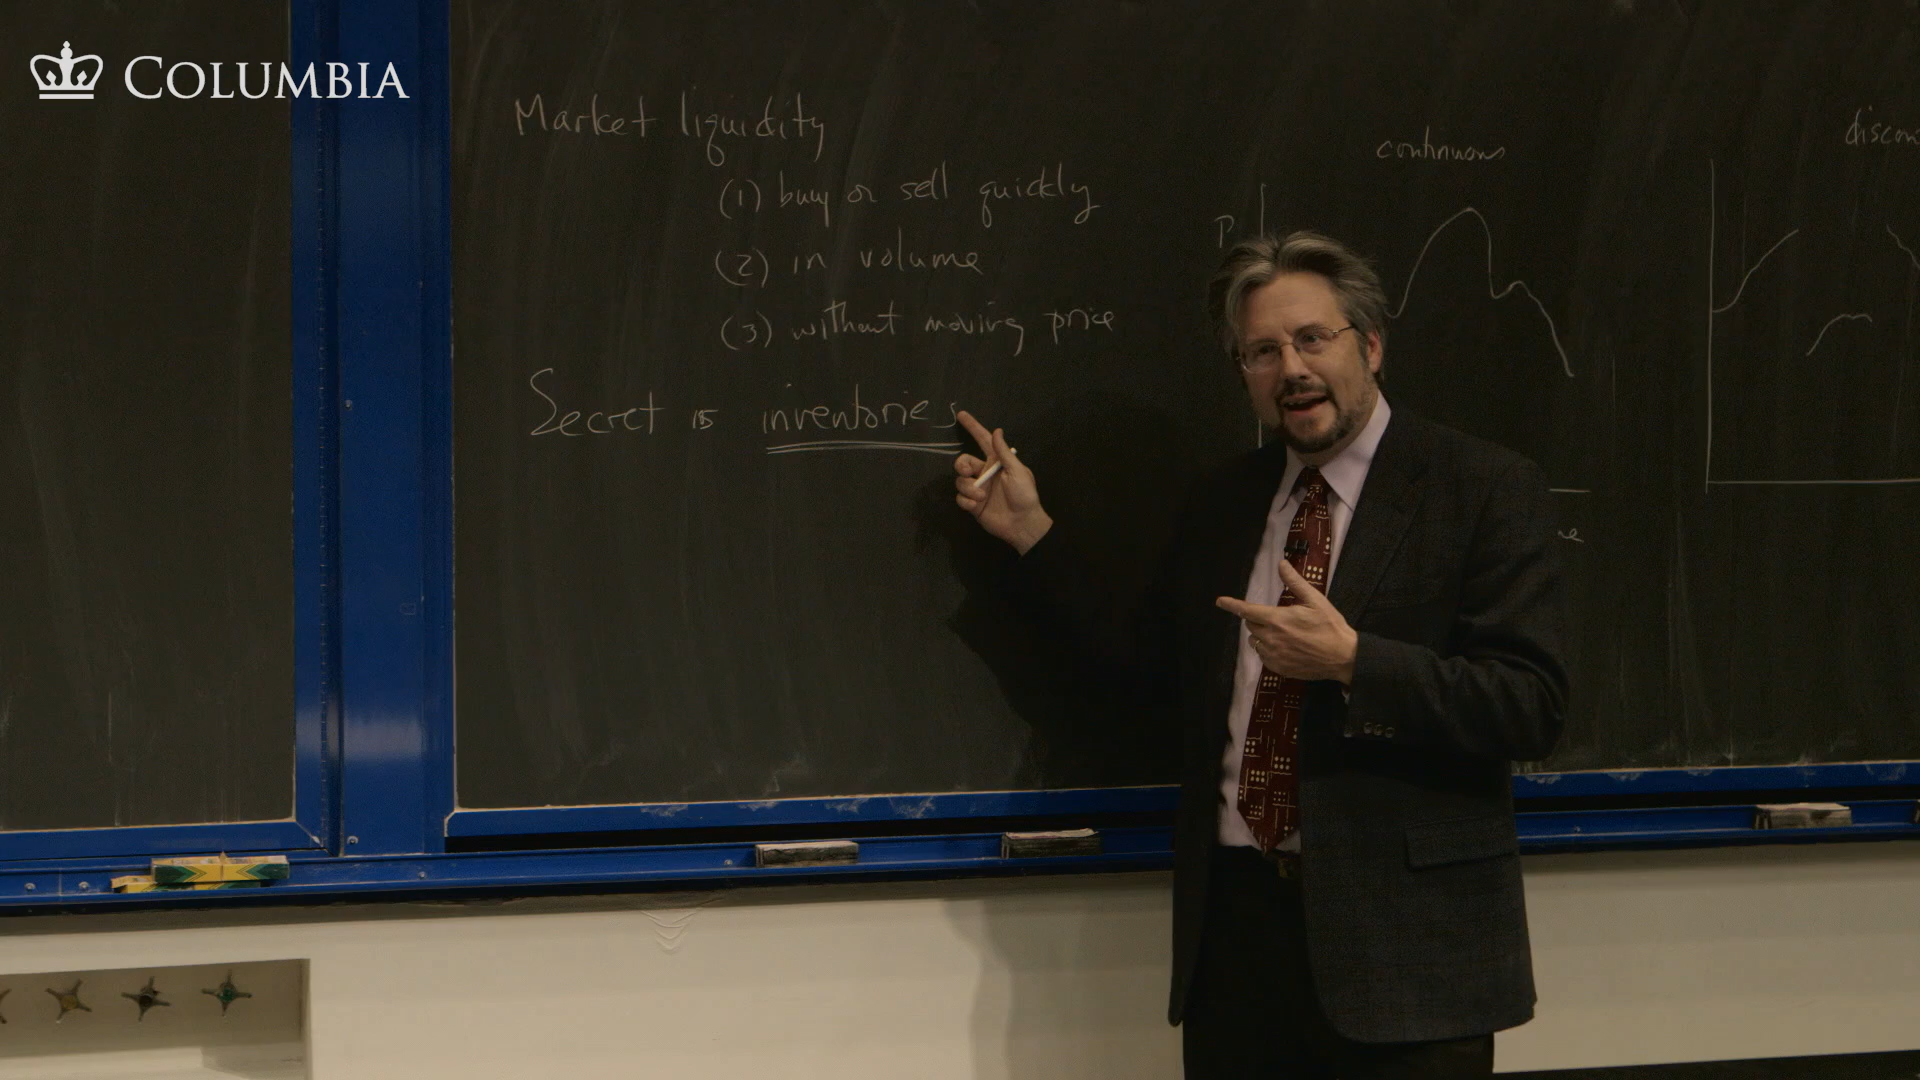 COLUMBIA
Market liquidity
(1) buy or sell quickly
(2) in volume
(3) without moving price
Secret is inventories
continuous
P
discon